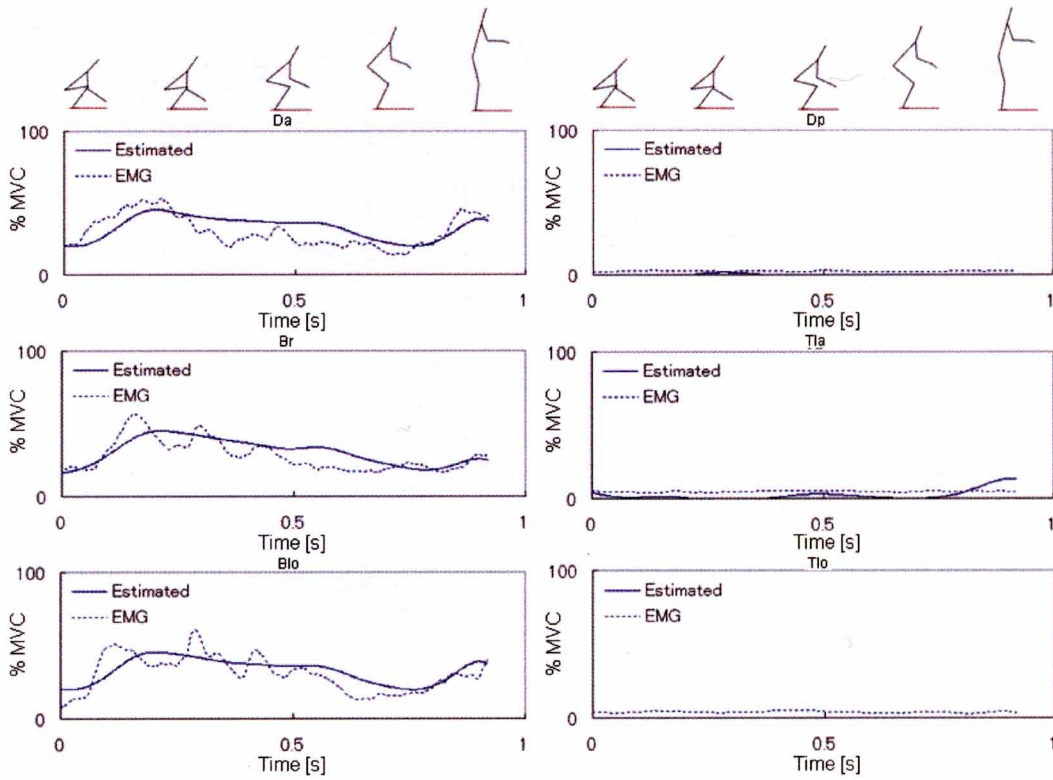 Da
100
Estimated
EMG
% MVC
0
0
0.5
1
Time [s]
Dp
100
Estimated
EMG
% MVC
0
0
0.5
1
Time [s]
Br
100
Estimated
EMG
% MVC
0
0
0.5
1
Time [s]
Tla
100
Estimated
EMG
% MVC
0
0
0.5
1
Time [s]
Blo
100
Estimated
EMG
% MVC
0
0
0.5
1
Time [s]
Tlo
100
Estimated
EMG
% MVC
0
0
0.5
1
Time [s]